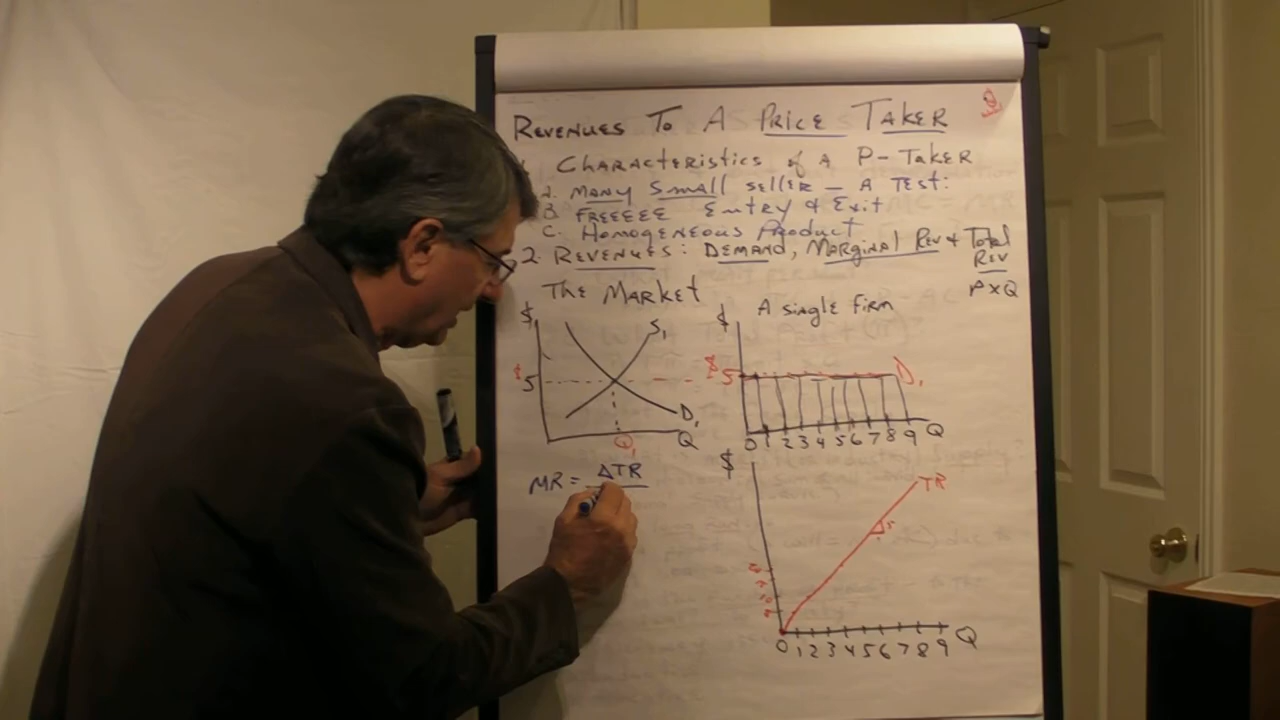 REVENUES TO A PRICE TAKER
CHARACTERISTICS of A P-TAKER
MANY SMALL SELLER — A TEST:
B. FREEEEE Entry & Exit
C. HOMOGENEOUS Product
2. REVENUES: DEMAND, MARGINAL REV & Total REV
P x Q
THE MARKET
A single firm
$
S1
$5
D1
Q1
Q
$
$5
D1
0 1 2 3 4 5 6 7 8 9 Q
MR = ΔTR
$
TR
5
0 1 2 3 4 5 6 7 8 9 Q